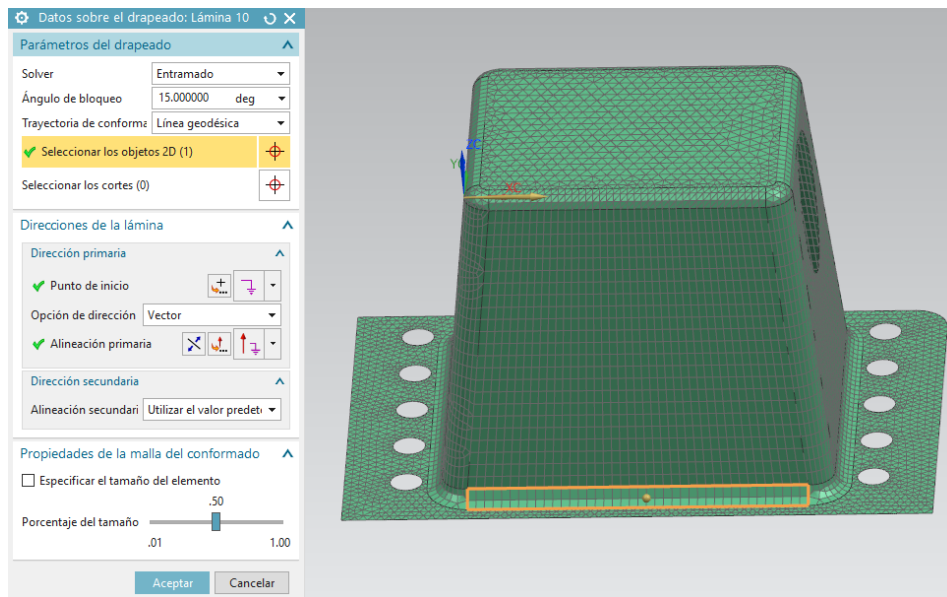 Datos sobre el drapeado: Lámina 10
Parámetros del drapeado
Solver Entramado
Ángulo de bloqueo 15.000000 deg
Trayectoria de conforma Línea geodésica
Seleccionar los objetos 2D (1)
Seleccionar los cortes (0)
Direcciones de la lámina
Dirección primaria
Punto de inicio
Opción de dirección Vector
Alineación primaria
Dirección secundaria
Alineación secundari Utilizar el valor predet
Propiedades de la malla del conformado
Especificar el tamaño del elemento
.50
Porcentaje del tamaño
.01 1.00
Aceptar Cancelar
ZC